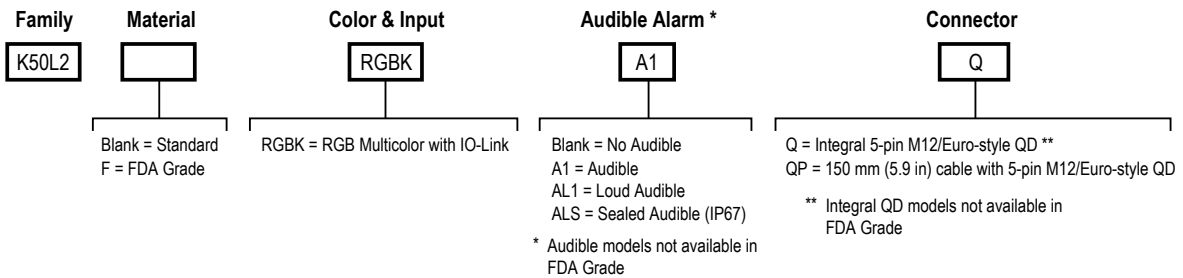 Family Material Color & Input Audible Alarm * Connector
K50L2 RGBK A1 Q
Blank = Standard
F = FDA Grade
RGBK = RGB Multicolor with IO-Link
Blank = No Audible
A1 = Audible
AL1 = Loud Audible
ALS = Sealed Audible (IP67)
* Audible models not available in
FDA Grade
Q = Integral 5-pin M12/Euro-style QD **
QP = 150 mm (5.9 in) cable with 5-pin M12/Euro-style QD
** Integral QD models not available in
FDA Grade